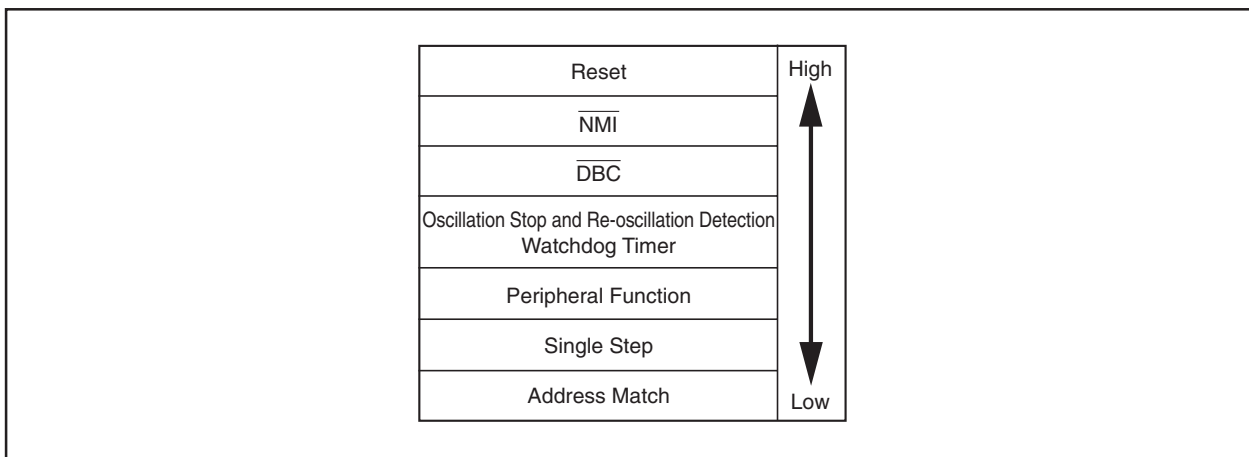 Reset
High
NMI
DBC
Oscillation Stop and Re-oscillation Detection
Watchdog Timer
Peripheral Function
Single Step
Address Match
Low